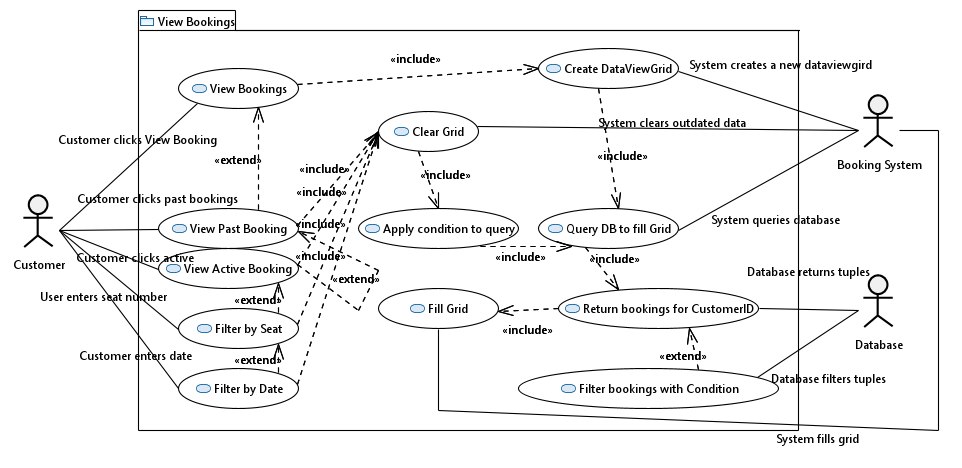 View Bookings
«include»
Create DataViewGrid
System creates a new dataviewgird
View Bookings
Clear Grid
System clears outdated data
Customer clicks View Booking
«extend»
«include»
«include»
«include»
«include»
Booking System
Customer clicks past bookings
View Past Booking
«include»
Apply condition to query
Query DB to fill Grid
System queries database
Customer
Customer clicks active
View Active Booking
«include»
«include»
«include»
«extend»
Database returns tuples
User enters seat number
«extend»
Filter by Seat
Fill Grid
Return bookings for CustomerID
«include»
Database
Customer enters date
«extend»
«extend»
Filter by Date
Filter bookings with Condition
Database filters tuples
System fills grid